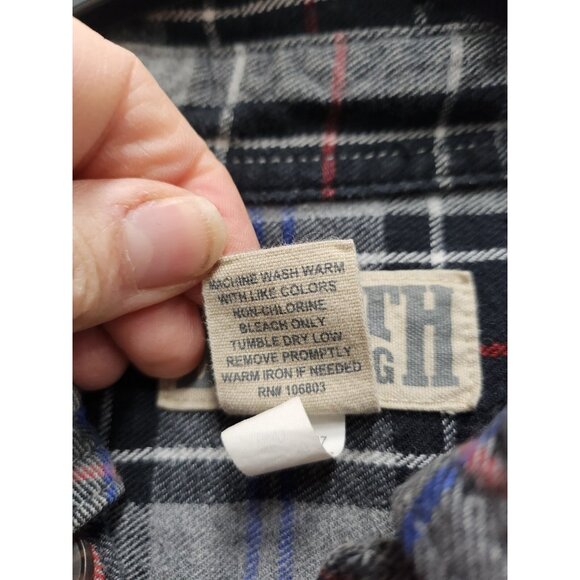 MACHINE WASH WARM
WITH LIKE COLORS
NON-CHLORINE
BLEACH ONLY
TUMBLE DRY LOW
REMOVE PROMPTLY
WARM IRON IF NEEDED
RN# 106803
TH
G